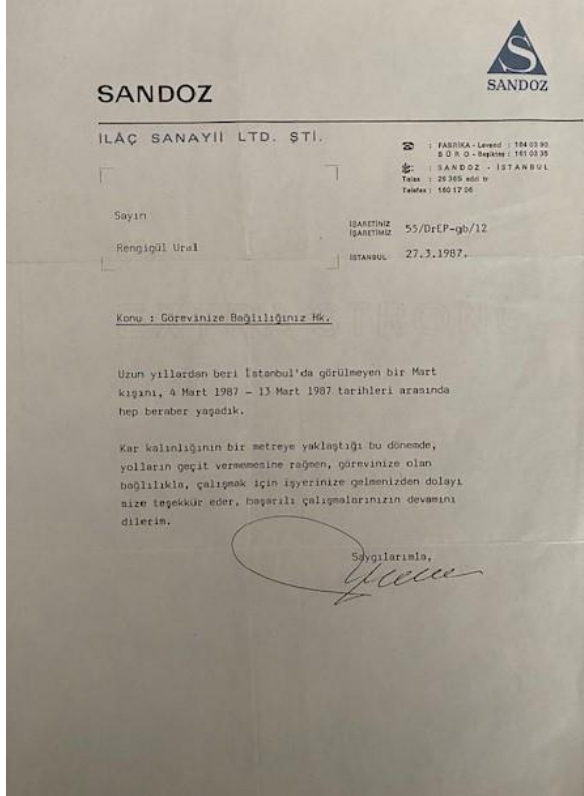 SANDOZ
SANDOZ
İLÂÇ SANAYİİ LTD. ŞTİ.
: FABRİKA - Levend : 164 03 90
BÜRO - Beşiktaş : 161 00 35
: SANDOZ - İSTANBUL
Telex : 26 365 edel tr
Telefax : 160 17 06
Sayın
Rengigül Ural
İŞARETİNİZ
İŞARETİMİZ 55/DrEP-gb/12
İSTANBUL 27.3.1987.
Konu : Görevinize Bağlılığınız Hk.
Uzun yıllardan beri İstanbul'da görülmeyen bir Mart
kışını, 4 Mart 1987 - 13 Mart 1987 tarihleri arasında
hep beraber yaşadık.
Kar kalınlığının bir metreye yaklaştığı bu dönemde,
yolların geçit vermemesine rağmen, görevinize olan
bağlılıkla, çalışmak için işyerinize gelmenizden dolayı
size teşekkür eder, başarılı çalışmalarınızın devamını
dilerim.
Saygılarımla,